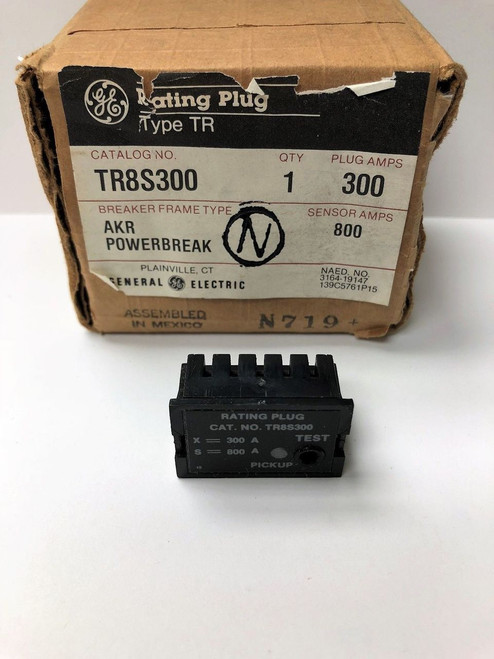 GE
Rating Plug
Type TR
CATALOG NO. QTY PLUG AMPS
TR8S300 1 300
BREAKER FRAME TYPE SENSOR AMPS
AKR N 800
POWERBREAK
PLAINVILLE, CT NAED. NO.
GENERAL GE ELECTRIC 3164-19147
139C5761P15
ASSEMBLED
IN MEXICO N719+
RATING PLUG
CAT. NO. TR8S300
X = 300 A TEST
S = 800 A
PICKUP